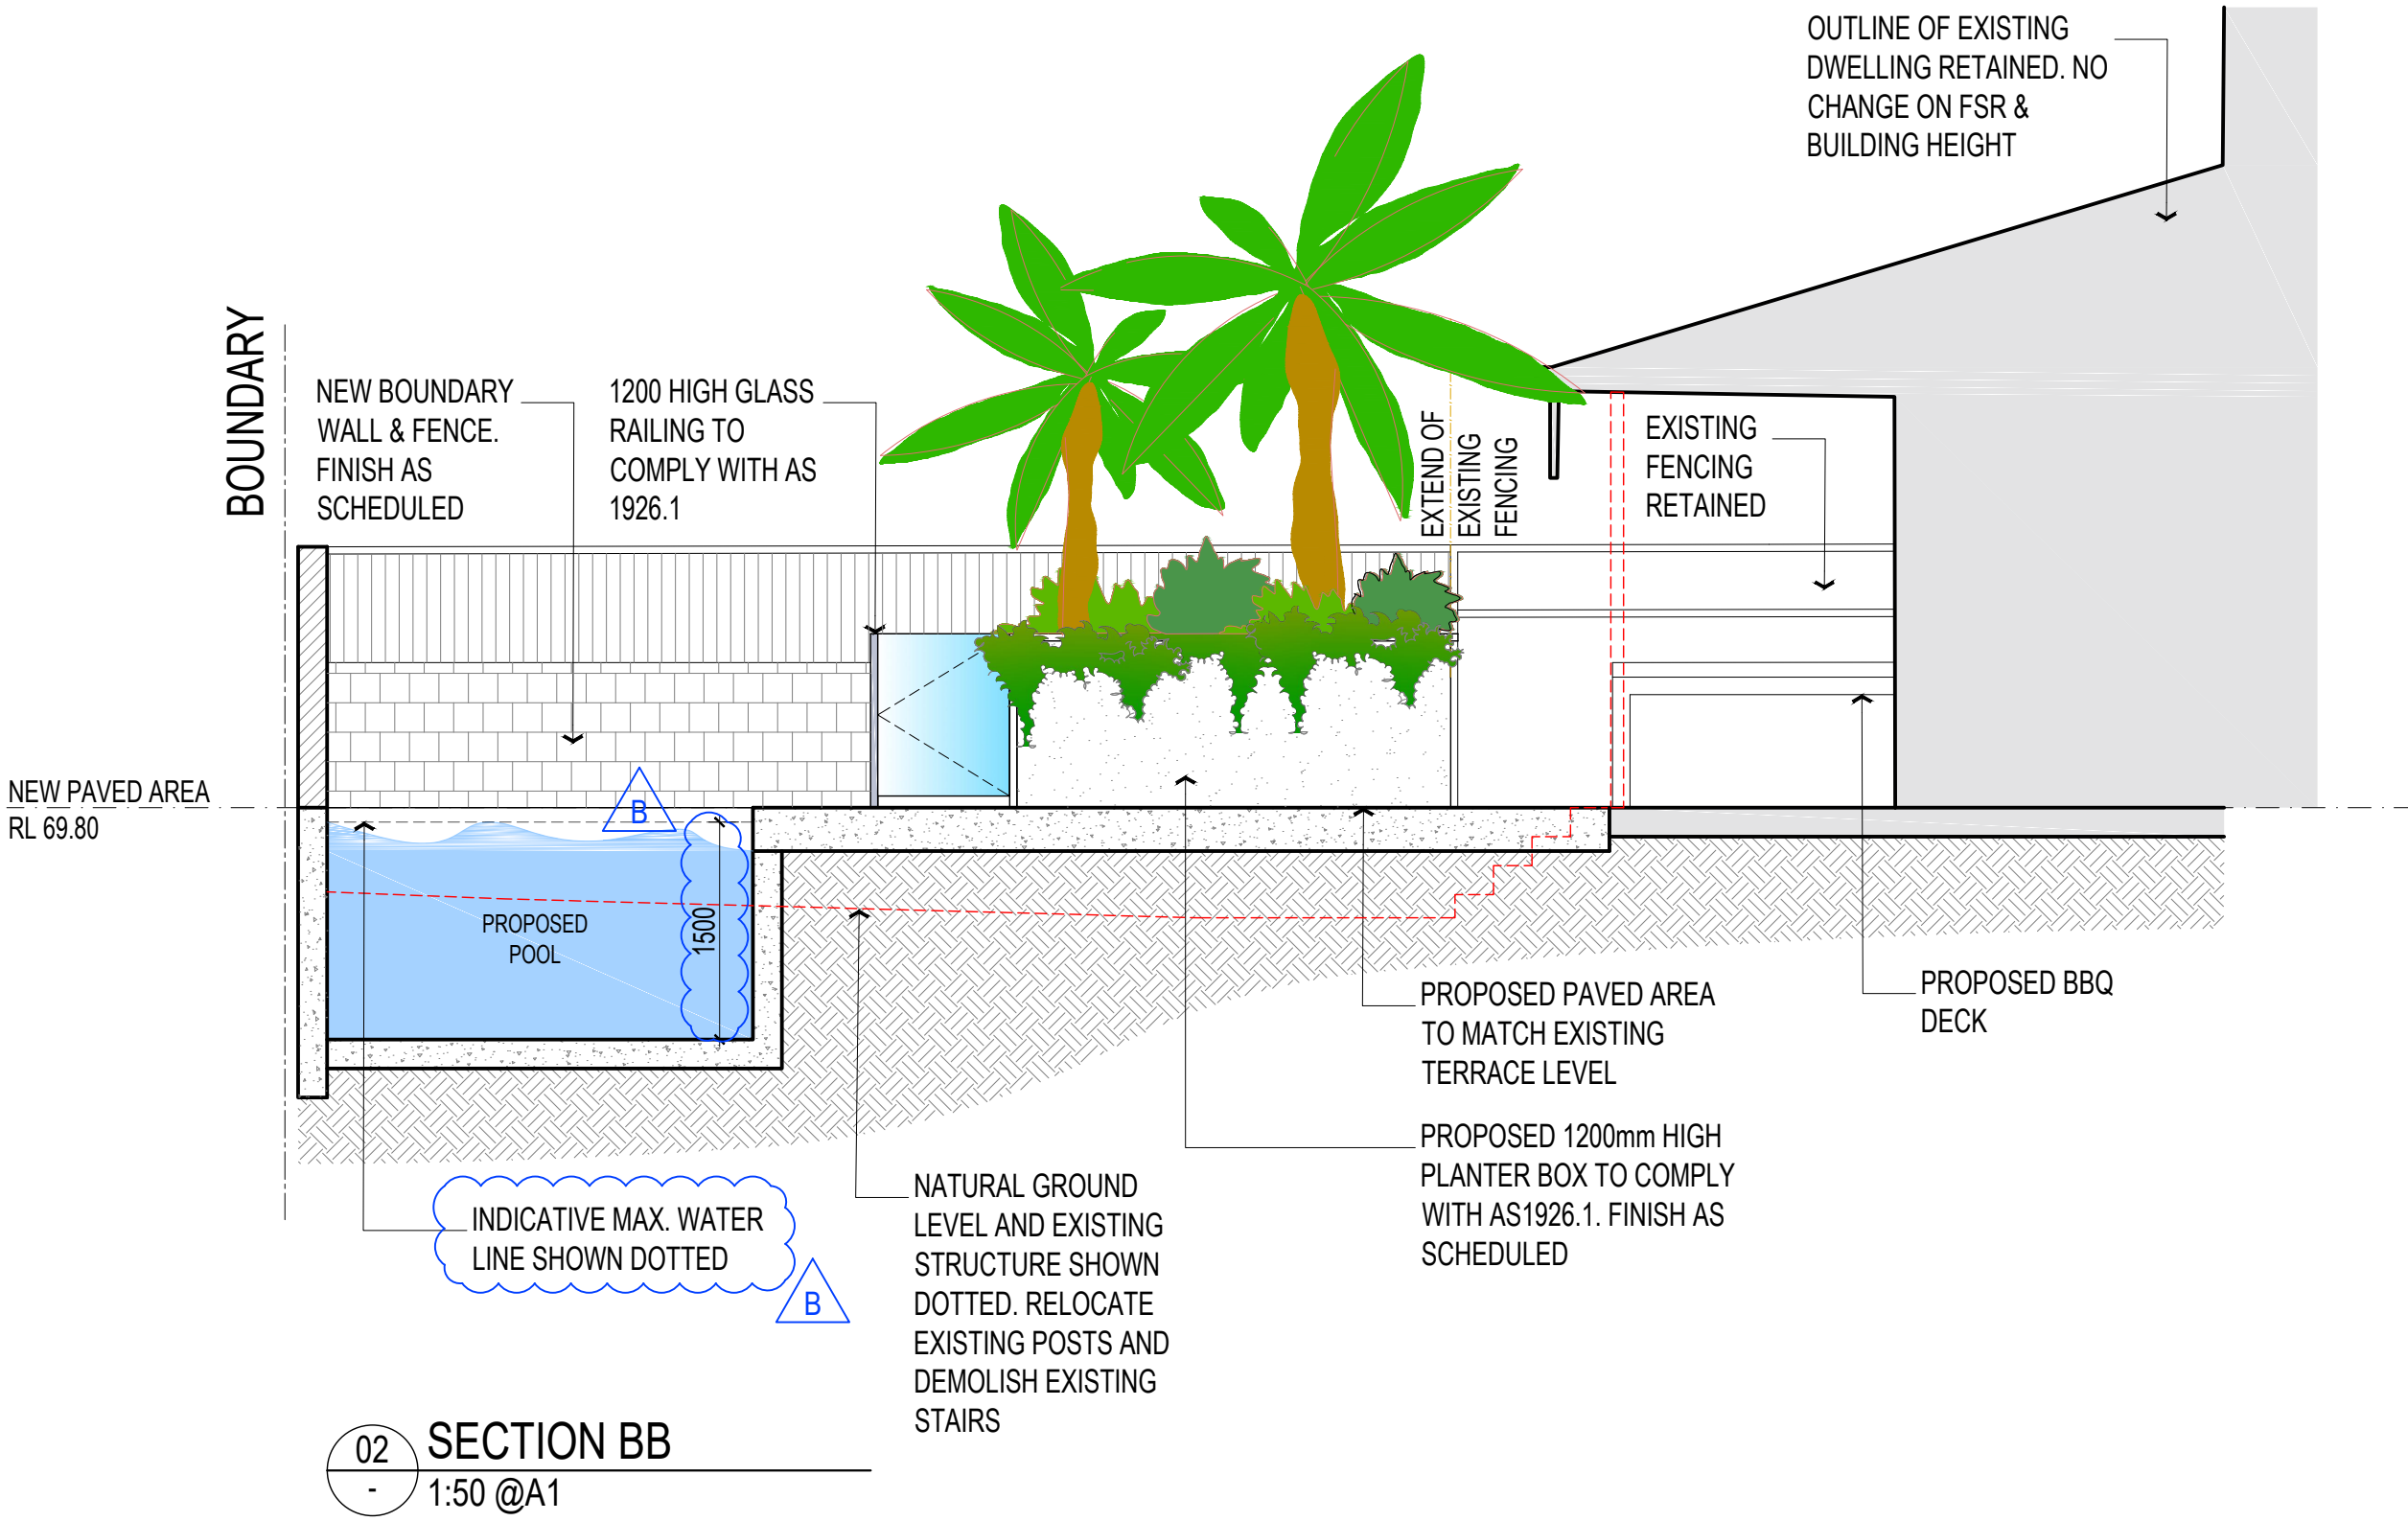 OUTLINE OF EXISTING
DWELLING RETAINED. NO
CHANGE ON FSR &
BUILDING HEIGHT
BOUNDARY
NEW BOUNDARY
WALL & FENCE.
FINISH AS
SCHEDULED
1200 HIGH GLASS
RAILING TO
COMPLY WITH AS
1926.1
EXTEND OF
EXISTING
FENCING
EXISTING
FENCING
RETAINED
NEW PAVED AREA
RL 69.80
B
PROPOSED
POOL
1500
PROPOSED PAVED AREA
TO MATCH EXISTING
TERRACE LEVEL
PROPOSED BBQ
DECK
PROPOSED 1200mm HIGH
PLANTER BOX TO COMPLY
WITH AS1926.1. FINISH AS
SCHEDULED
INDICATIVE MAX. WATER
LINE SHOWN DOTTED
B
NATURAL GROUND
LEVEL AND EXISTING
STRUCTURE SHOWN
DOTTED. RELOCATE
EXISTING POSTS AND
DEMOLISH EXISTING
STAIRS
02
-
SECTION BB
1:50 @A1